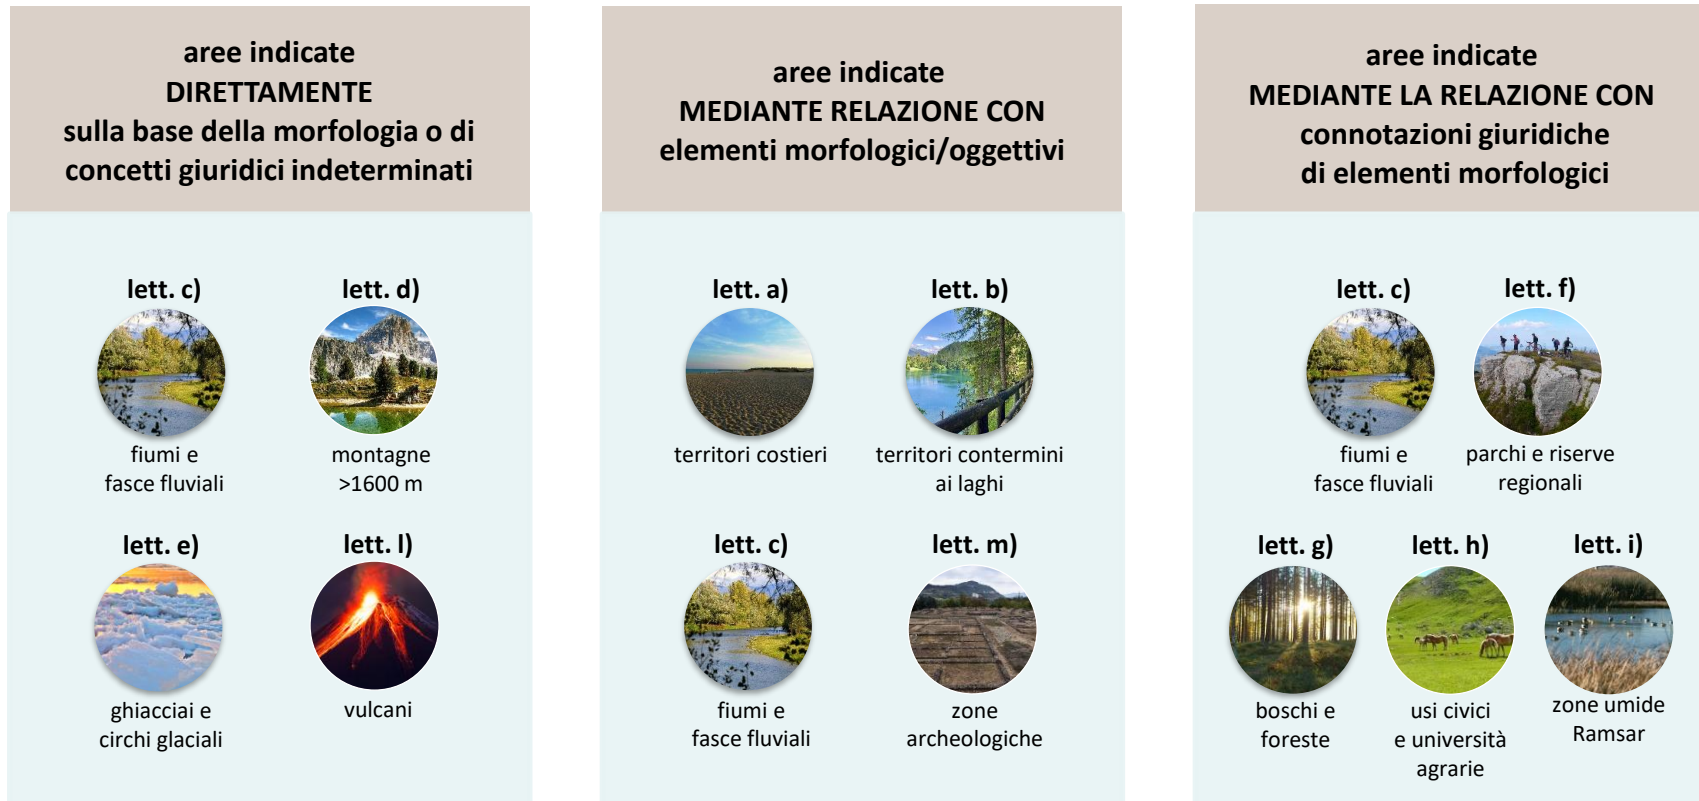 aree indicate
DIRETTAMENTE
sulla base della morfologia o di
concetti giuridici indeterminati
lett. c)
lett. d)
fiumi e
fasce fluviali
montagne
>1600 m
lett. e)
lett. l)
ghiacciai e
circhi glaciali
vulcani
aree indicate
MEDIANTE RELAZIONE CON
elementi morfologici/oggettivi
lett. a)
lett. b)
territori costieri
territori contermini
ai laghi
lett. c)
lett. m)
fiumi e
fasce fluviali
zone
archeologiche
aree indicate
MEDIANTE LA RELAZIONE CON
connotazioni giuridiche
di elementi morfologici
lett. c)
lett. f)
fiumi e
fasce fluviali
parchi e riserve
regionali
lett. g)
lett. h)
lett. i)
boschi e
foreste
usi civici
e università
agrarie
zone umide
Ramsar